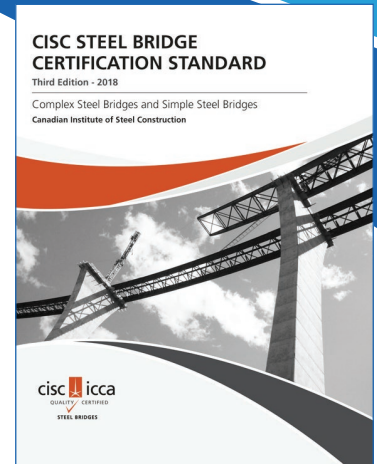 CISC STEEL BRIDGE
CERTIFICATION STANDARD
Third Edition - 2018
Complex Steel Bridges and Simple Steel Bridges
Canadian Institute of Steel Construction
cisc icca
QUALITY CERTIFIED
STEEL BRIDGES